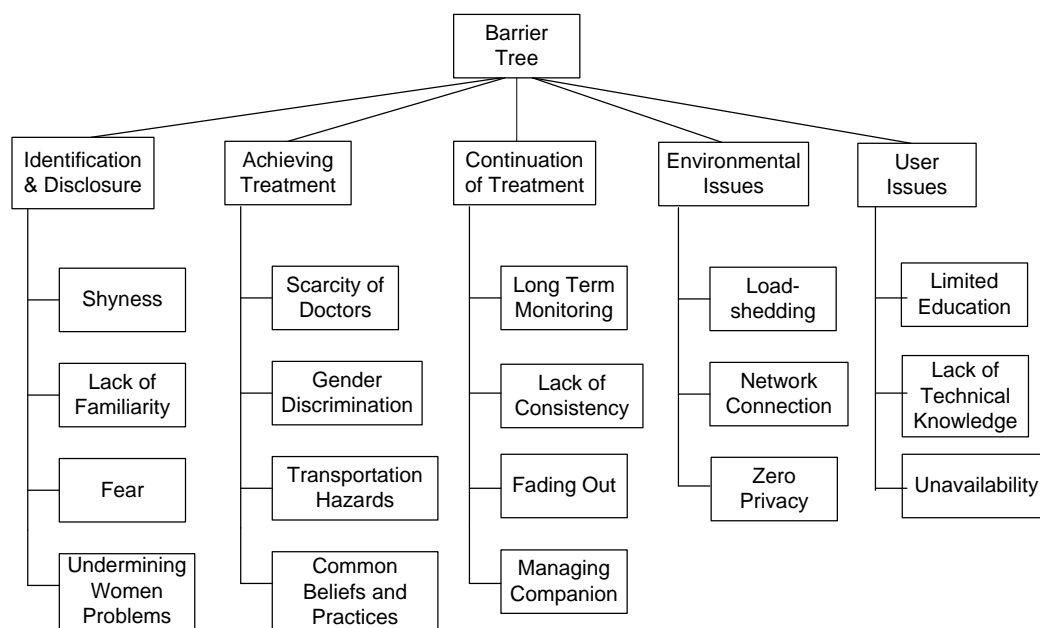 Barrier
Tree
Identification
& Disclosure
Achieving
Treatment
Continuation
of Treatment
Environmental
Issues
User
Issues
Shyness
Lack of
Familiarity
Fear
Undermining
Women
Problems
Scarcity of
Doctors
Gender
Discrimination
Transportation
Hazards
Common
Beliefs and
Practices
Long Term
Monitoring
Lack of
Consistency
Fading Out
Managing
Companion
Load-
shedding
Network
Connection
Zero
Privacy
Limited
Education
Lack of
Technical
Knowledge
Unavailability